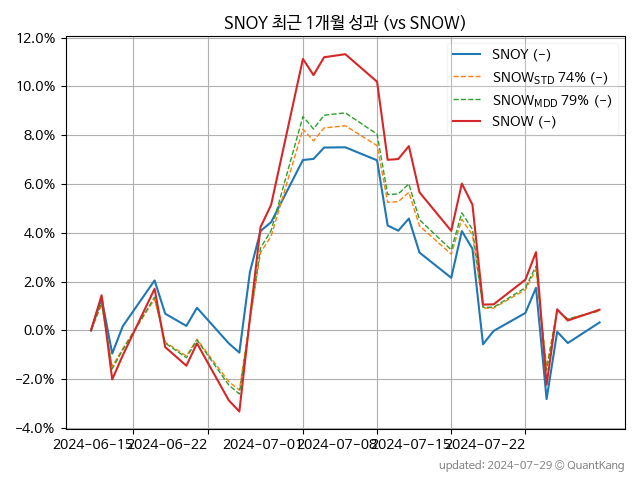 SNOY 최근 1개월 성과 (vs SNOW)
12.0%
10.0%
8.0%
6.0%
4.0%
2.0%
0.0%
−2.0%
−4.0%
SNOY (-)
SNOWSTD 74% (-)
SNOWMDD 79% (-)
SNOW (-)
2024-06-15 2024-06-22 2024-07-01 2024-07-08 2024-07-15 2024-07-22
updated: 2024-07-29 © QuantKang